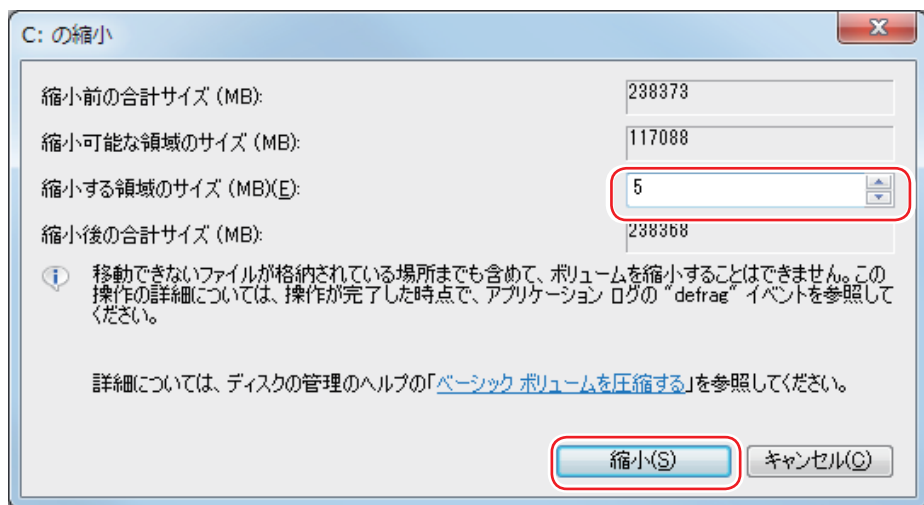 C: の縮小
縮小前の合計サイズ (MB): 238373
縮小可能な領域のサイズ (MB): 117088
縮小する領域のサイズ (MB)(E): 5
縮小後の合計サイズ (MB): 238368
移動できないファイルが格納されている場所までも含めて、ボリュームを縮小することはできません。この
操作の詳細については、操作が完了した時点で、アプリケーション ログの "defrag" イベントを参照して
ください。
詳細については、ディスクの管理のヘルプの「ベーシック ボリュームを圧縮する」を参照してください。
縮小(S) キャンセル(C)